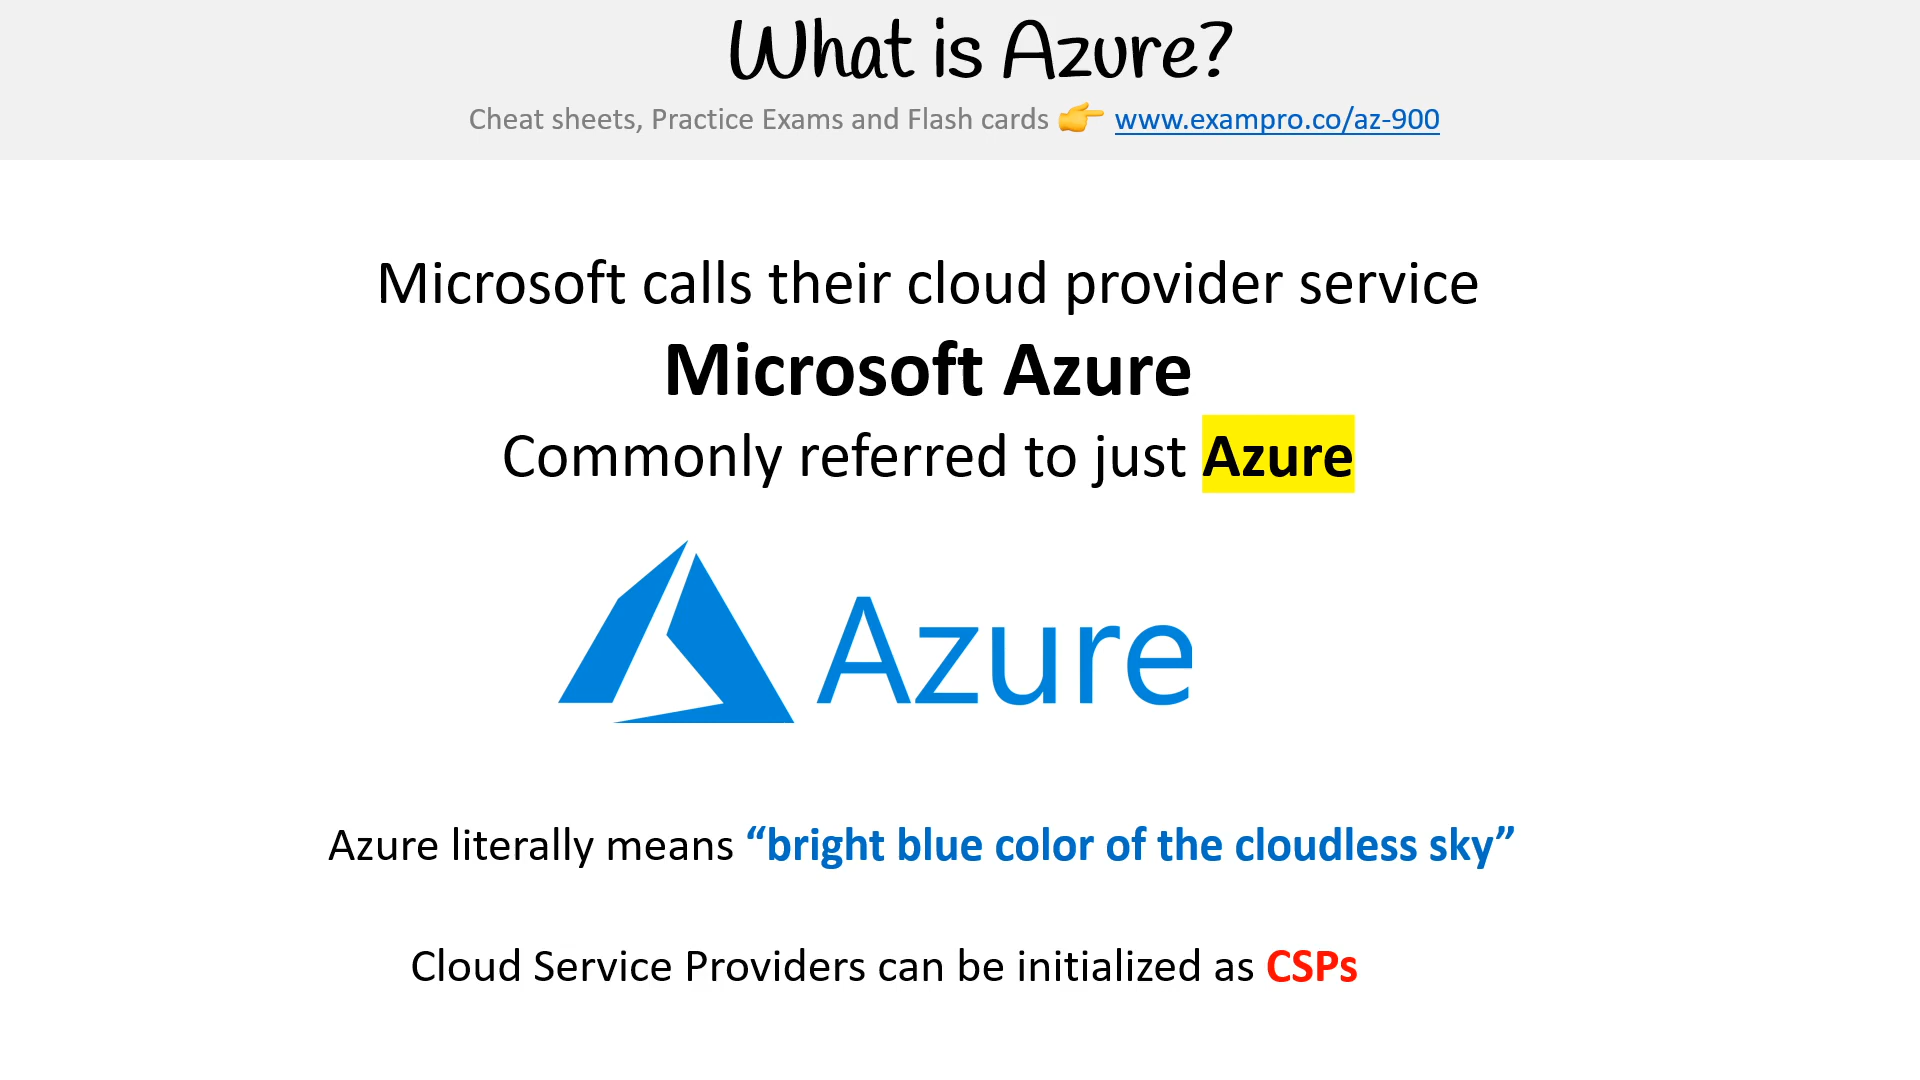 What is Azure?
Cheat sheets, Practice Exams and Flash cards 👉 www.exampro.co/az-900
Microsoft calls their cloud provider service
Microsoft Azure
Commonly referred to just Azure
Azure
Azure literally means “bright blue color of the cloudless sky”
Cloud Service Providers can be initialized as CSPs